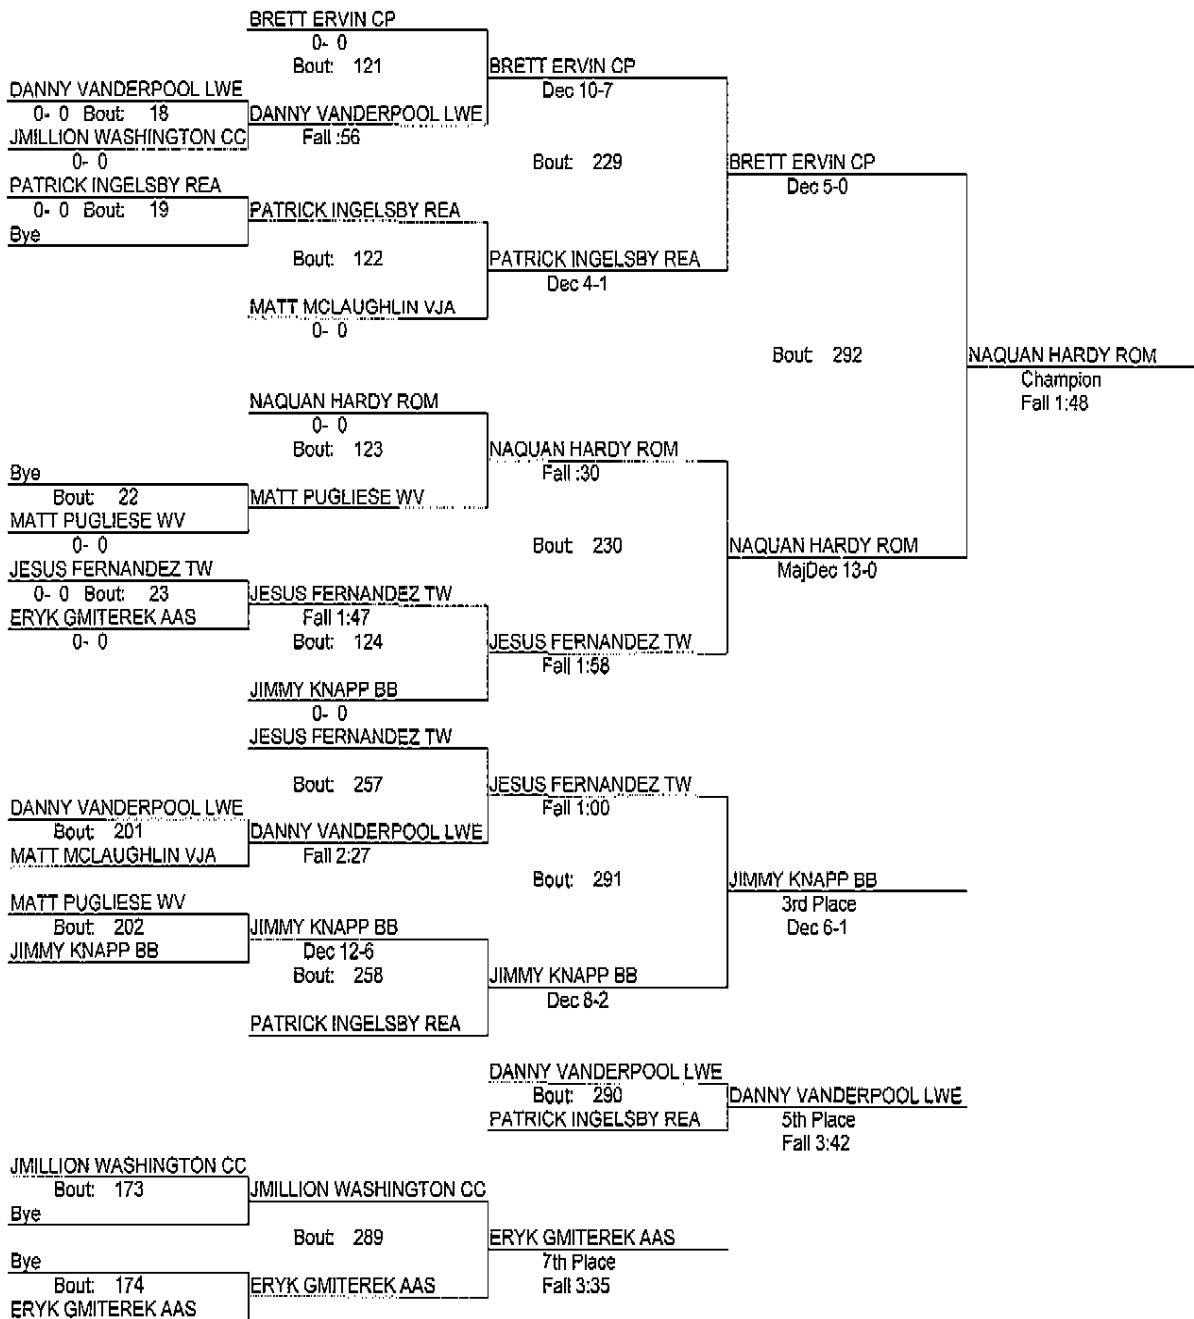 BRETT ERVIN CP
0- 0
Bout: 121
BRETT ERVIN CP
Dec 10-7
DANNY VANDERPOOL LWE
0- 0 Bout: 18
DANNY VANDERPOOL LWE
Fall :56
JMILLION WASHINGTON CC
0- 0
Bout: 229
BRETT ERVIN CP
Dec 5-0
PATRICK INGELSBY REA
0- 0 Bout: 19
PATRICK INGELSBY REA
Bye
Bout: 122
PATRICK INGELSBY REA
Dec 4-1
MATT MCLAUGHLIN VJA
0- 0
Bout: 292
NAQUAN HARDY ROM
Champion
Fall 1:48
NAQUAN HARDY ROM
0- 0
Bout: 123
NAQUAN HARDY ROM
Fall :30
Bye
Bout: 22
MATT PUGLIESE WV
MATT PUGLIESE WV
0- 0
Bout: 230
NAQUAN HARDY ROM
MajDec 13-0
JESUS FERNANDEZ TW
0- 0 Bout: 23
JESUS FERNANDEZ TW
Fall 1:47
ERYK GMITEREK AAS
0- 0
Bout: 124
JESUS FERNANDEZ TW
Fall 1:58
JIMMY KNAPP BB
0- 0
JESUS FERNANDEZ TW
Bout: 257
JESUS FERNANDEZ TW
Fall 1:00
DANNY VANDERPOOL LWE
Bout: 201
DANNY VANDERPOOL LWE
Fall 2:27
MATT MCLAUGHLIN VJA
Bout: 291
JIMMY KNAPP BB
3rd Place
Dec 6-1
MATT PUGLIESE WV
Bout: 202
JIMMY KNAPP BB
Dec 12-6
JIMMY KNAPP BB
Bout: 258
JIMMY KNAPP BB
Dec 8-2
PATRICK INGELSBY REA
DANNY VANDERPOOL LWE
Bout: 290
DANNY VANDERPOOL LWE
PATRICK INGELSBY REA
5th Place
Fall 3:42
JMILLION WASHINGTON CC
Bout: 173
JMILLION WASHINGTON CC
Bye
Bout: 289
ERYK GMITEREK AAS
7th Place
Fall 3:35
Bye
Bout: 174
ERYK GMITEREK AAS
ERYK GMITEREK AAS